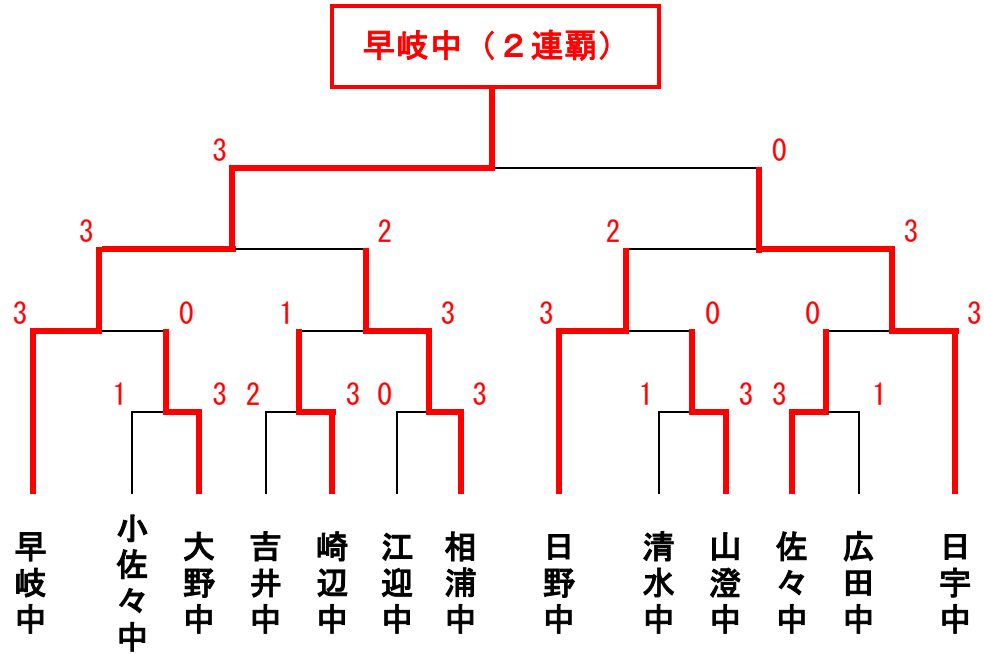 早岐中（２連覇）
3 0
3 2 2 3
3 0 1 3 3 0 0 3
1 3 2 3 0 3 1 3 3 1
早岐中
小佐々中
大野中
吉井中
崎辺中
江迎中
相浦中
日野中
清水中
山澄中
佐々中
広田中
日宇中